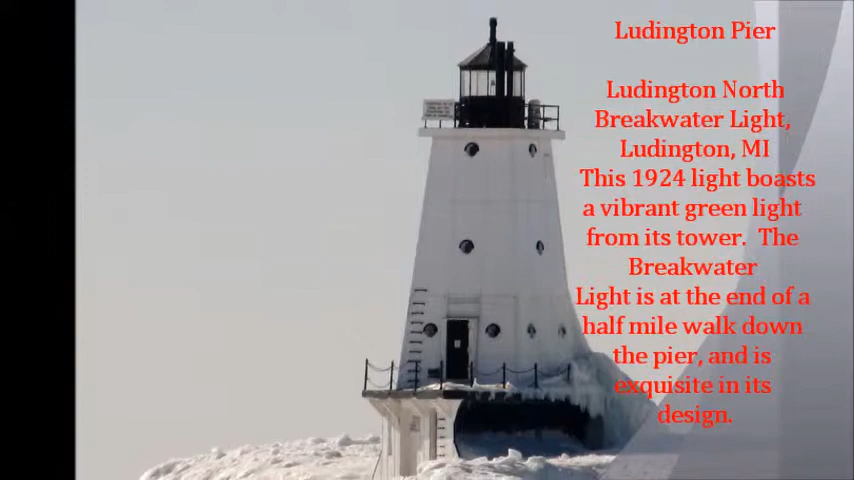 Ludington Pier
Ludington North
Breakwater Light,
Ludington, MI
This 1924 light boasts
a vibrant green light
from its tower. The
Breakwater
Light is at the end of a
half mile walk down
the pier, and is
exquisite in its
design.